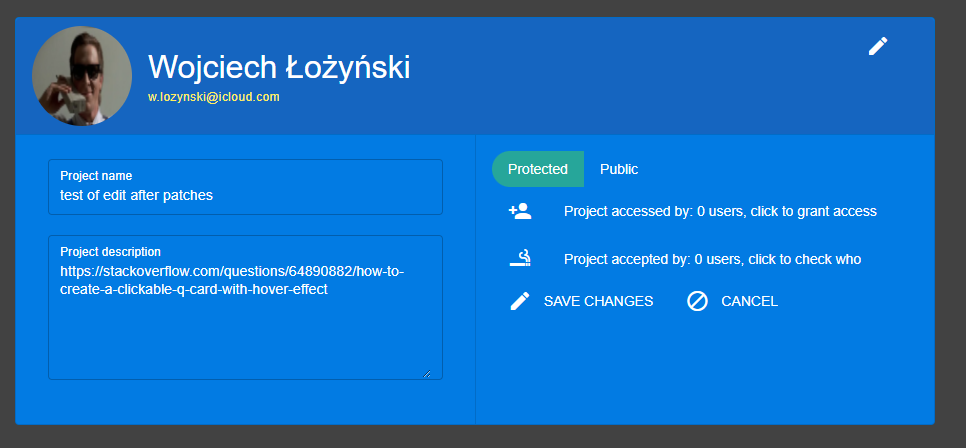 Wojciech Łożyński
w.lozynski@icloud.com
Project name
test of edit after patches
Project description
https://stackoverflow.com/questions/64890882/how-to-
create-a-clickable-q-card-with-hover-effect
Protected Public
Project accessed by: 0 users, click to grant access
Project accepted by: 0 users, click to check who
SAVE CHANGES CANCEL